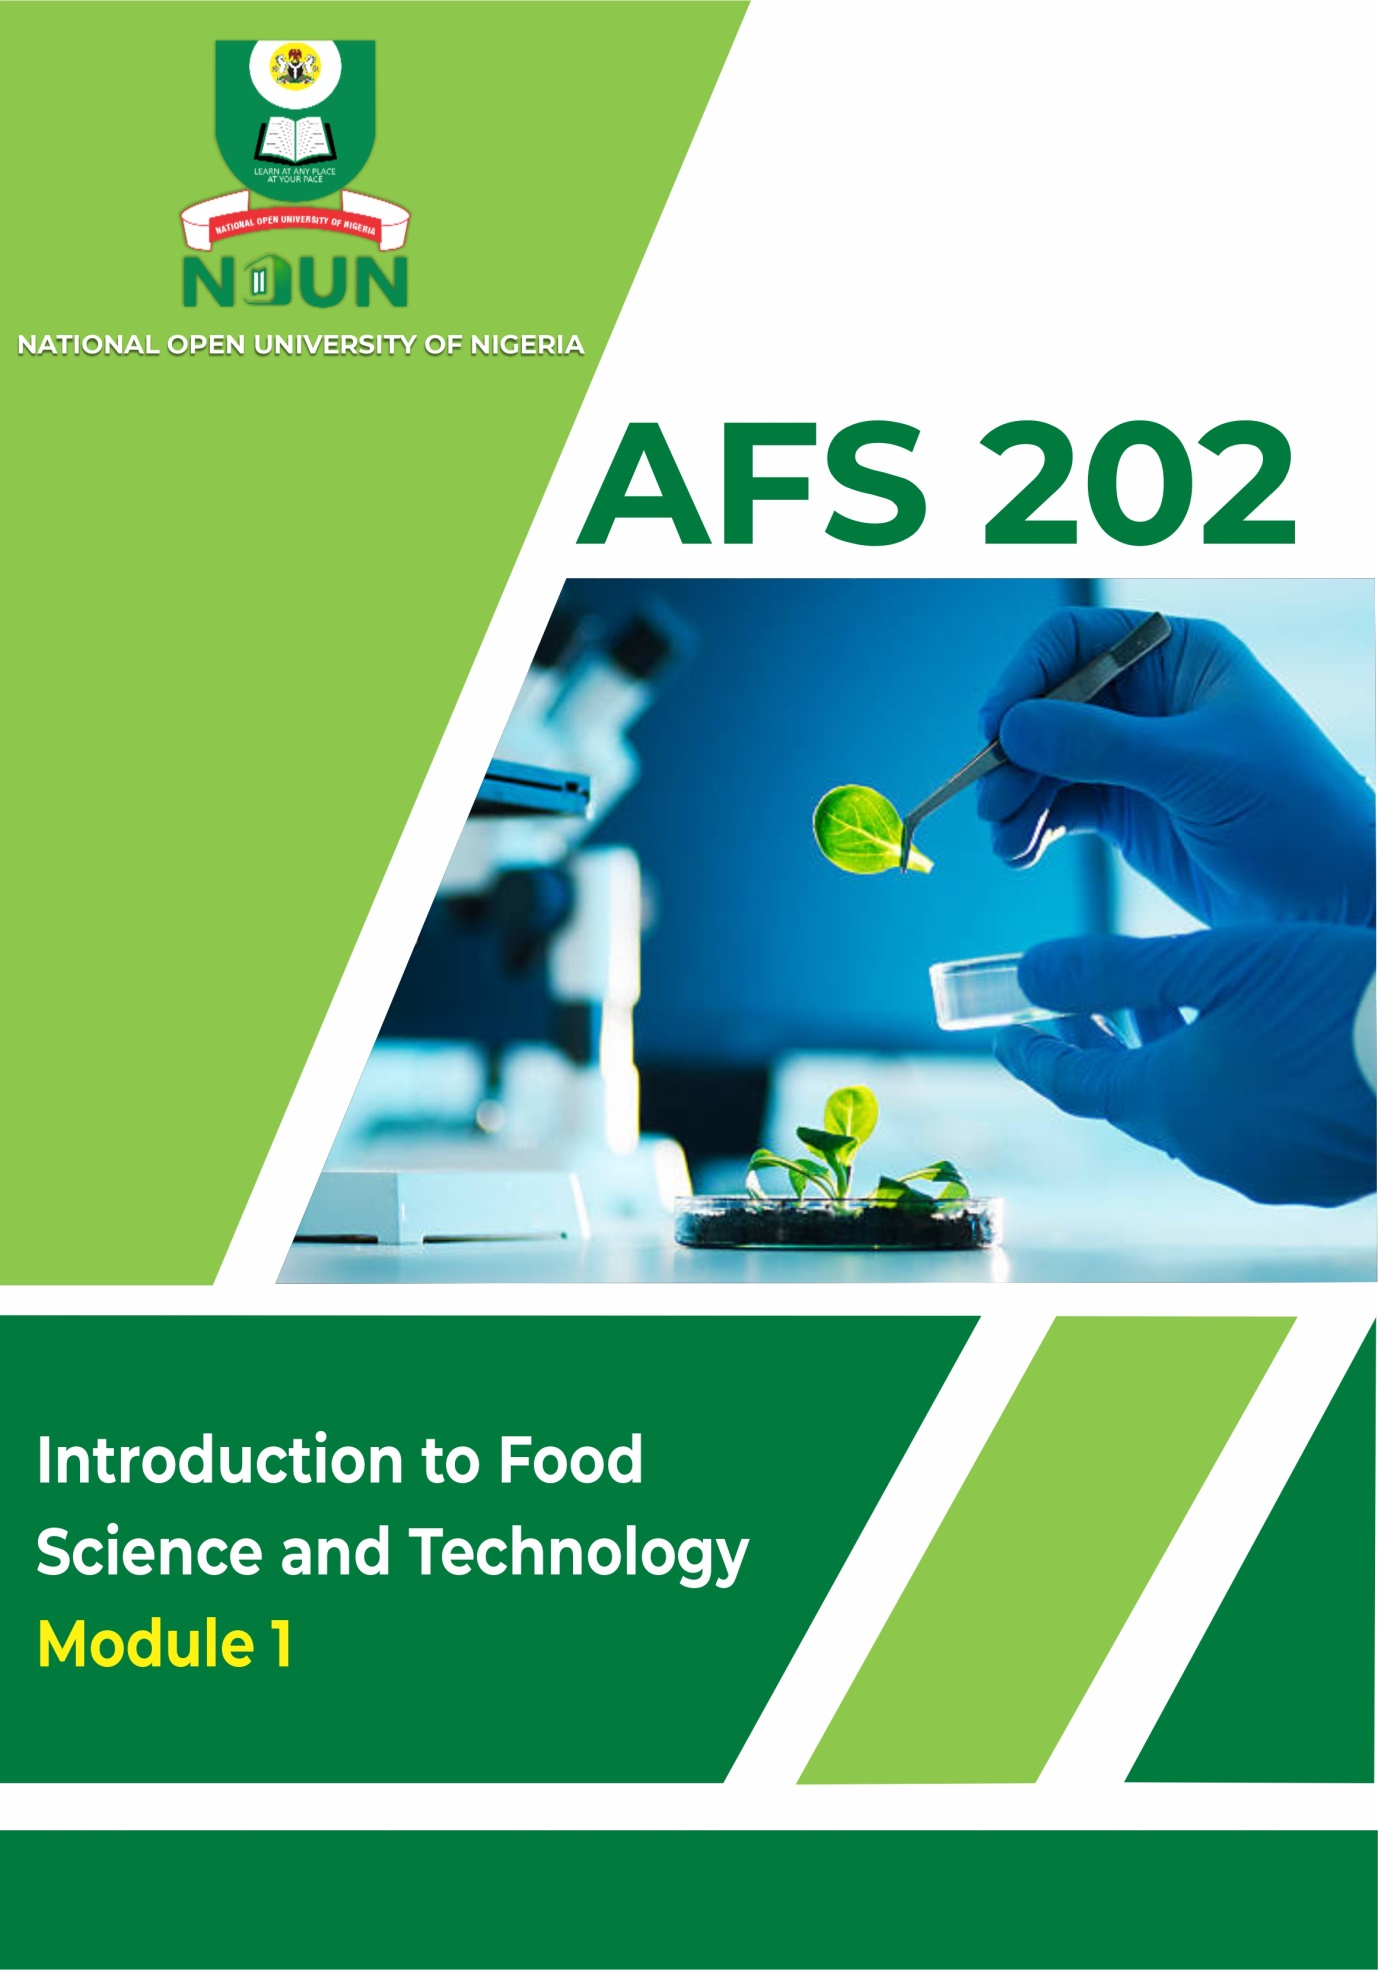 LEARN AT ANY PLACE
AT YOUR PACE
NATIONAL OPEN UNIVERSITY OF NIGERIA
NOUN
NATIONAL OPEN UNIVERSITY OF NIGERIA
AFS 202
Introduction to Food
Science and Technology
Module 1